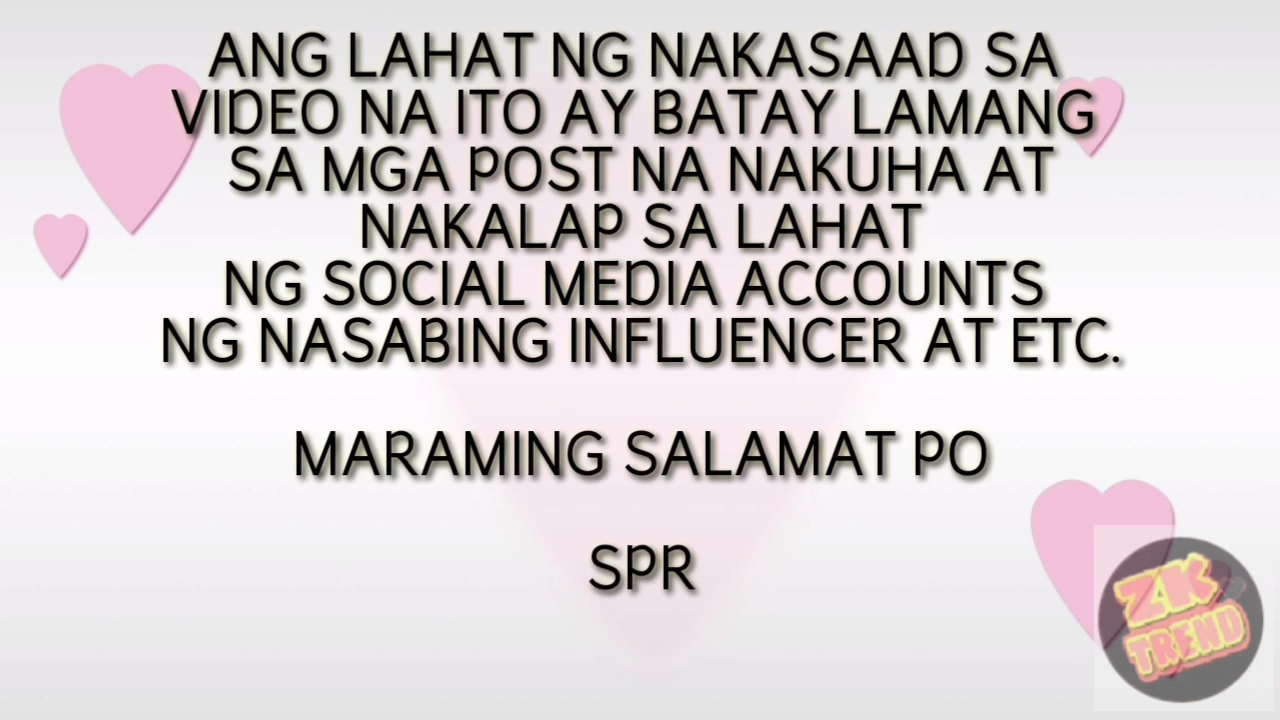 ANG LAHAT NG NAKASAAD SA
VIDEO NA ITO AY BATAY LAMANG
SA MGA POST NA NAKUHA AT
NAKALAP SA LAHAT
NG SOCIAL MEDIA ACCOUNTS
NG NASABING INFLUENCER AT ETC.
MARAMING SALAMAT PO
SPR
ZK
TREND